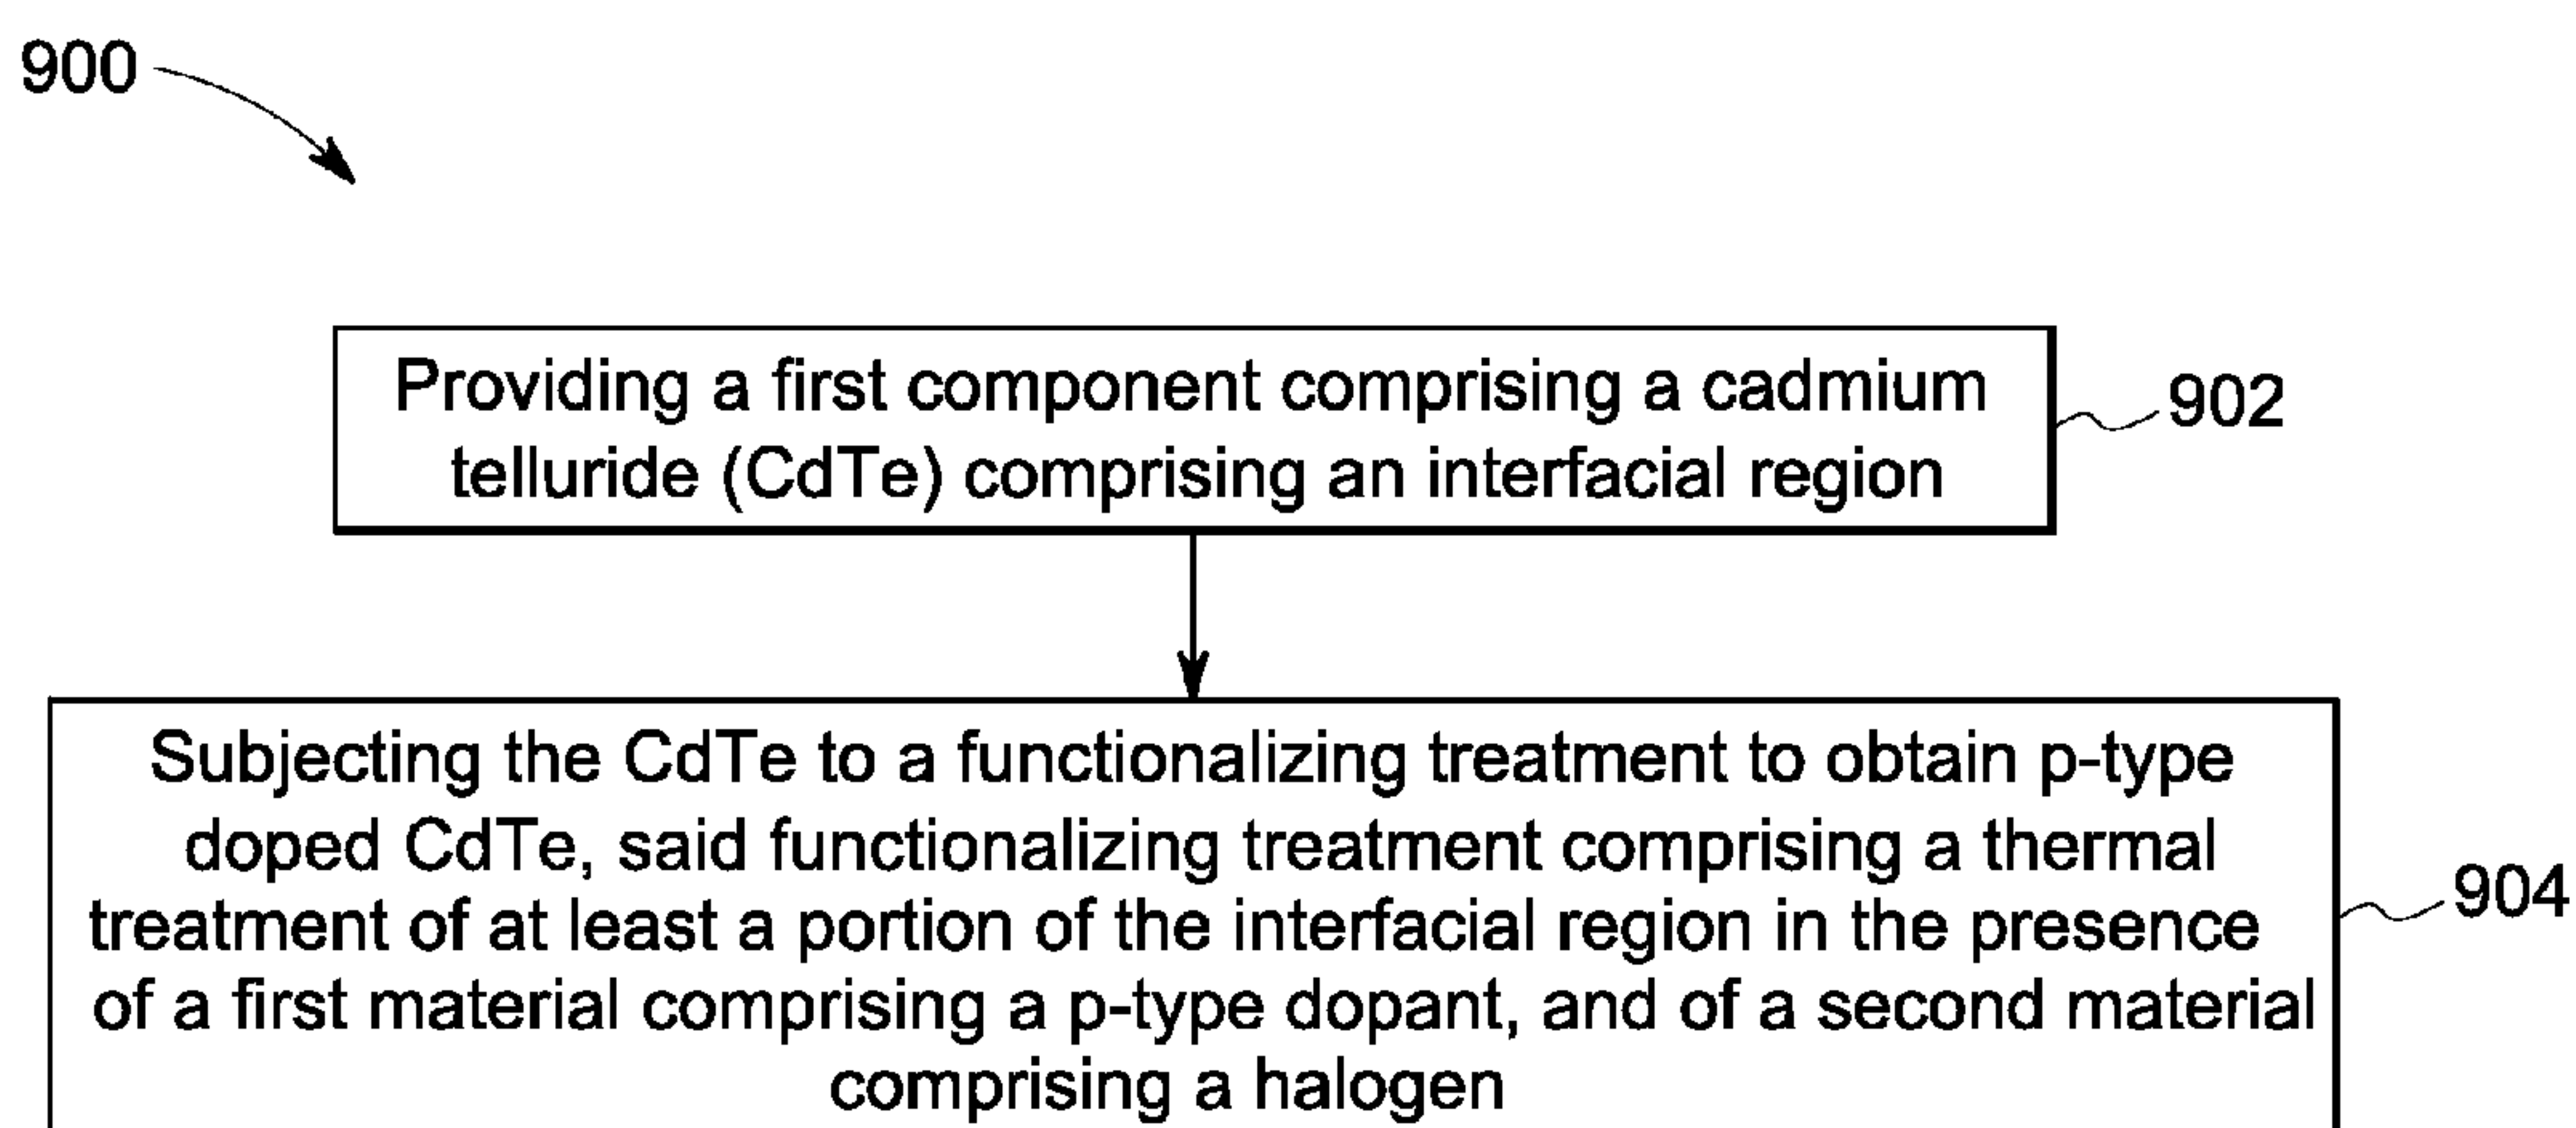 900
Providing a first component comprising a cadmium
telluride (CdTe) comprising an interfacial region
902
Subjecting the CdTe to a functionalizing treatment to obtain p-type
doped CdTe, said functionalizing treatment comprising a thermal
treatment of at least a portion of the interfacial region in the presence
of a first material comprising a p-type dopant, and of a second material
comprising a halogen
904